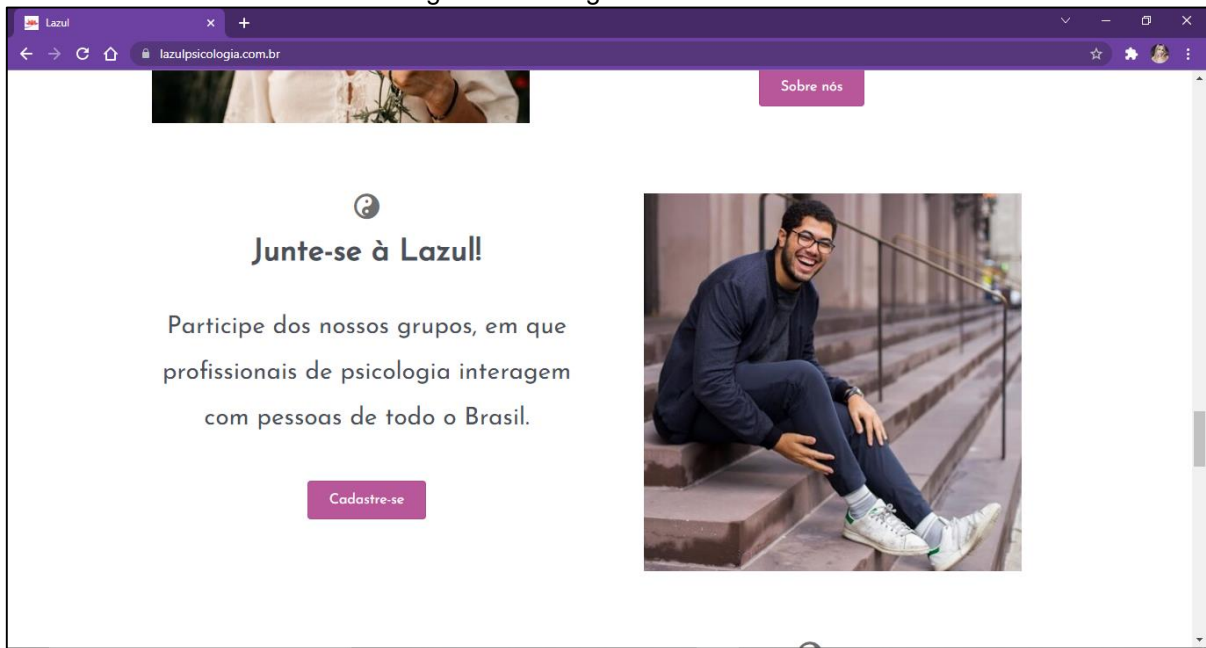 Lazul
lazulpsicologia.com.br
Sobre nós
Junte-se à Lazul!
Participe dos nossos grupos, em que
profissionais de psicologia interagem
com pessoas de todo o Brasil.
Cadastre-se